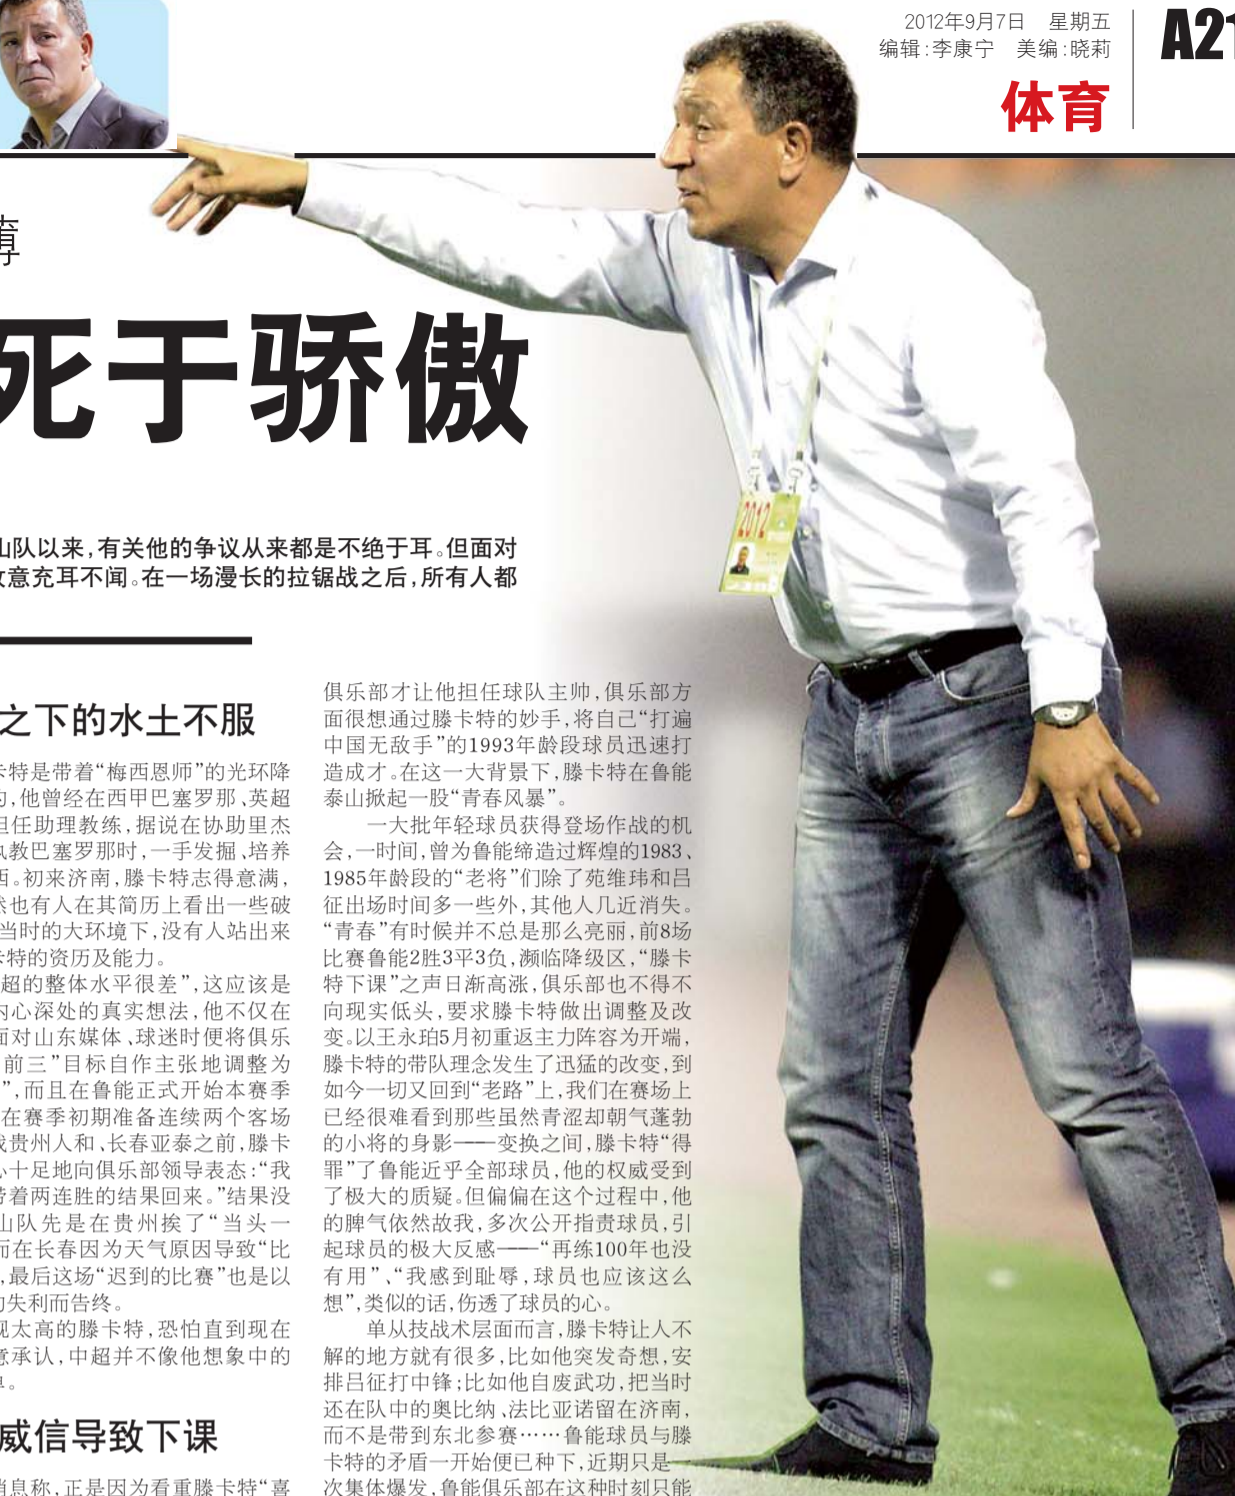 2012年9月7日 星期五
编辑:李康宁 美编:晓莉
A21
体育
薄
死于骄傲
山队以来,有关他的争议从来都是不绝于耳。但面对
故意充耳不闻。在一场漫长的拉锯战之后,所有人都
2012
之下的水土不服
卡特是带着“梅西恩师”的光环降
的,他曾经在西甲巴塞罗那、英超
担任助理教练,据说在协助里杰
执教巴塞罗那时,一手发掘、培养
西。初来济南,滕卡特志得意满,
然也有人在其简历上看出一些破
当时的大环境下,没有人站出来
卡特的资历及能力。
超的整体水平很差”,这应该是
内心深处的真实想法,他不仅在
面对山东媒体、球迷时便将俱乐
前三”目标自作主张地调整为
”,而且在鲁能正式开始本赛季
在赛季初期准备连续两个客场
战贵州人和、长春亚泰之前,滕卡
心十足地向俱乐部领导表态:“我
带着两连胜的结果回来。”结果没
山队先是在贵州挨了“当头一
而在长春因为天气原因导致“比
,最后这场“迟到的比赛”也是以
的失利而告终。
视太高的滕卡特,恐怕直到现在
意承认,中超并不像他想象中的
单。
威信导致下课
消息称,正是因为看重滕卡特“喜
俱乐部才让他担任球队主帅,俱乐部方
面很想通过滕卡特的妙手,将自己“打遍
中国无敌手”的1993年龄段球员迅速打
造成才。在这一大背景下,滕卡特在鲁能
泰山掀起一股“青春风暴”。
一大批年轻球员获得登场作战的机
会,一时间,曾为鲁能缔造过辉煌的1983、
1985年龄段的“老将”们除了苑维玮和吕
征出场时间多一些外,其他人几近消失。
“青春”有时候并不总是那么亮丽,前8场
比赛鲁能2胜3平3负,濒临降级区,“滕卡
特下课”之声日渐高涨,俱乐部也不得不
向现实低头,要求滕卡特做出调整及改
变。以王永珀5月初重返主力阵容为开端,
滕卡特的带队理念发生了迅猛的改变,到
如今一切又回到“老路”上,我们在赛场上
已经很难看到那些虽然青涩却朝气蓬勃
的小将的身影——变换之间,滕卡特“得
罪”了鲁能近乎全部球员,他的权威受到
了极大的质疑。但偏偏在这个过程中,他
的脾气依然故我,多次公开指责球员,引
起球员的极大反感——“再练100年也没
有用”、“我感到耻辱,球员也应该这么
想”,类似的话,伤透了球员的心。
单从技战术层面而言,滕卡特让人不
解的地方就有很多,比如他突发奇想,安
排吕征打中锋;比如他自废武功,把当时
还在队中的奥比纳、法比亚诺留在济南,
而不是带到东北参赛……鲁能球员与滕
卡特的矛盾一开始便已种下,近期只是一
次集体爆发,鲁能俱乐部在这种时刻只能